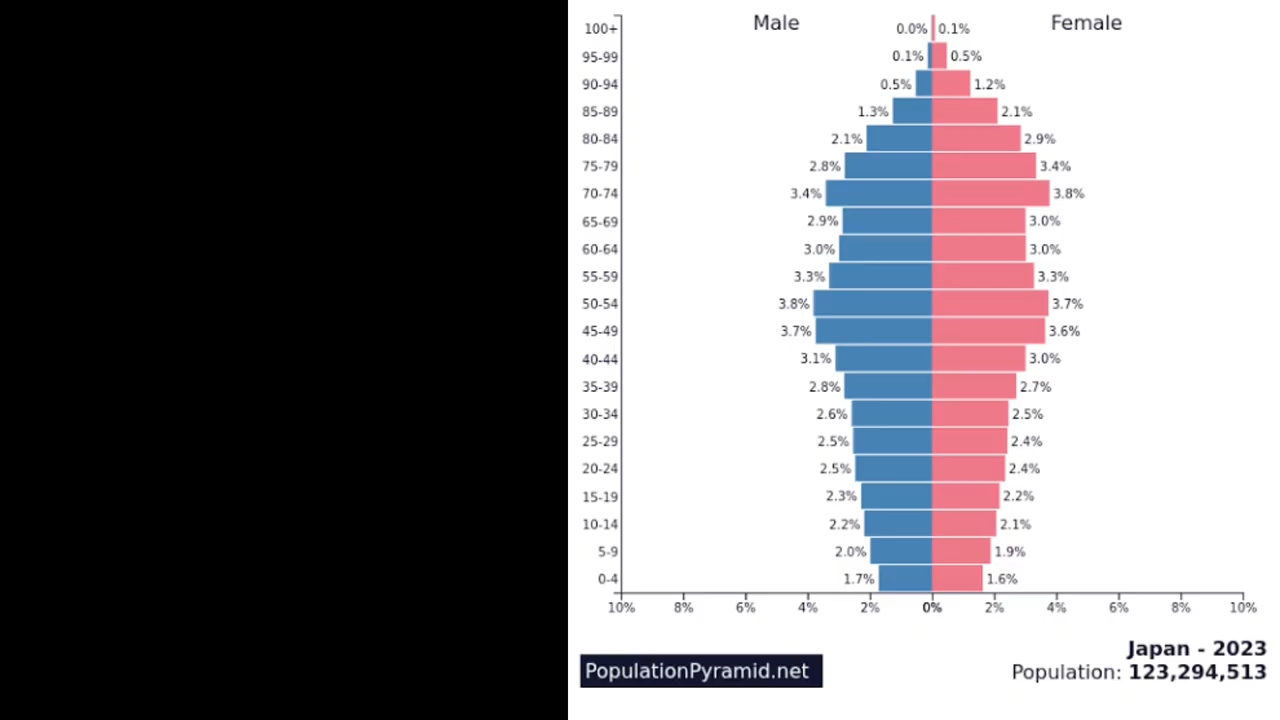 Male Female
100+ 0.0% 0.1%
95-99 0.1% 0.5%
90-94 0.5% 1.2%
85-89 1.3% 2.1%
80-84 2.1% 2.9%
75-79 2.8% 3.4%
70-74 3.4% 3.8%
65-69 2.9% 3.0%
60-64 3.0% 3.0%
55-59 3.3% 3.3%
50-54 3.8% 3.7%
45-49 3.7% 3.6%
40-44 3.1% 3.0%
35-39 2.8% 2.7%
30-34 2.6% 2.5%
25-29 2.5% 2.4%
20-24 2.5% 2.4%
15-19 2.3% 2.2%
10-14 2.2% 2.1%
5-9 2.0% 1.9%
0-4 1.7% 1.6%
10% 8% 6% 4% 2% 0% 2% 4% 6% 8% 10%
Japan - 2023
PopulationPyramid.net Population: 123,294,513